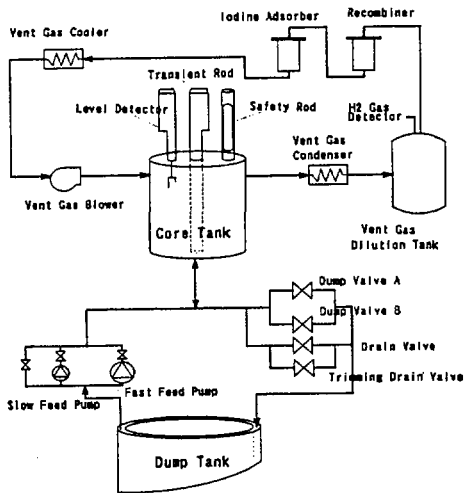 Iodine Adsorber
Recombiner
Vent Gas Cooler
Transient Rod
Level Detector
Safety Rod
H2 Gas
Detector
Vent Gas
Condenser
Vent Gas Blower
Core Tank
Vent Gas
Dilution Tank
Dump Valve A
Dump Valve B
Drain Valve
Trimming Drain Valve
Slow Feed Pump
Fast Feed Pump
Dump Tank